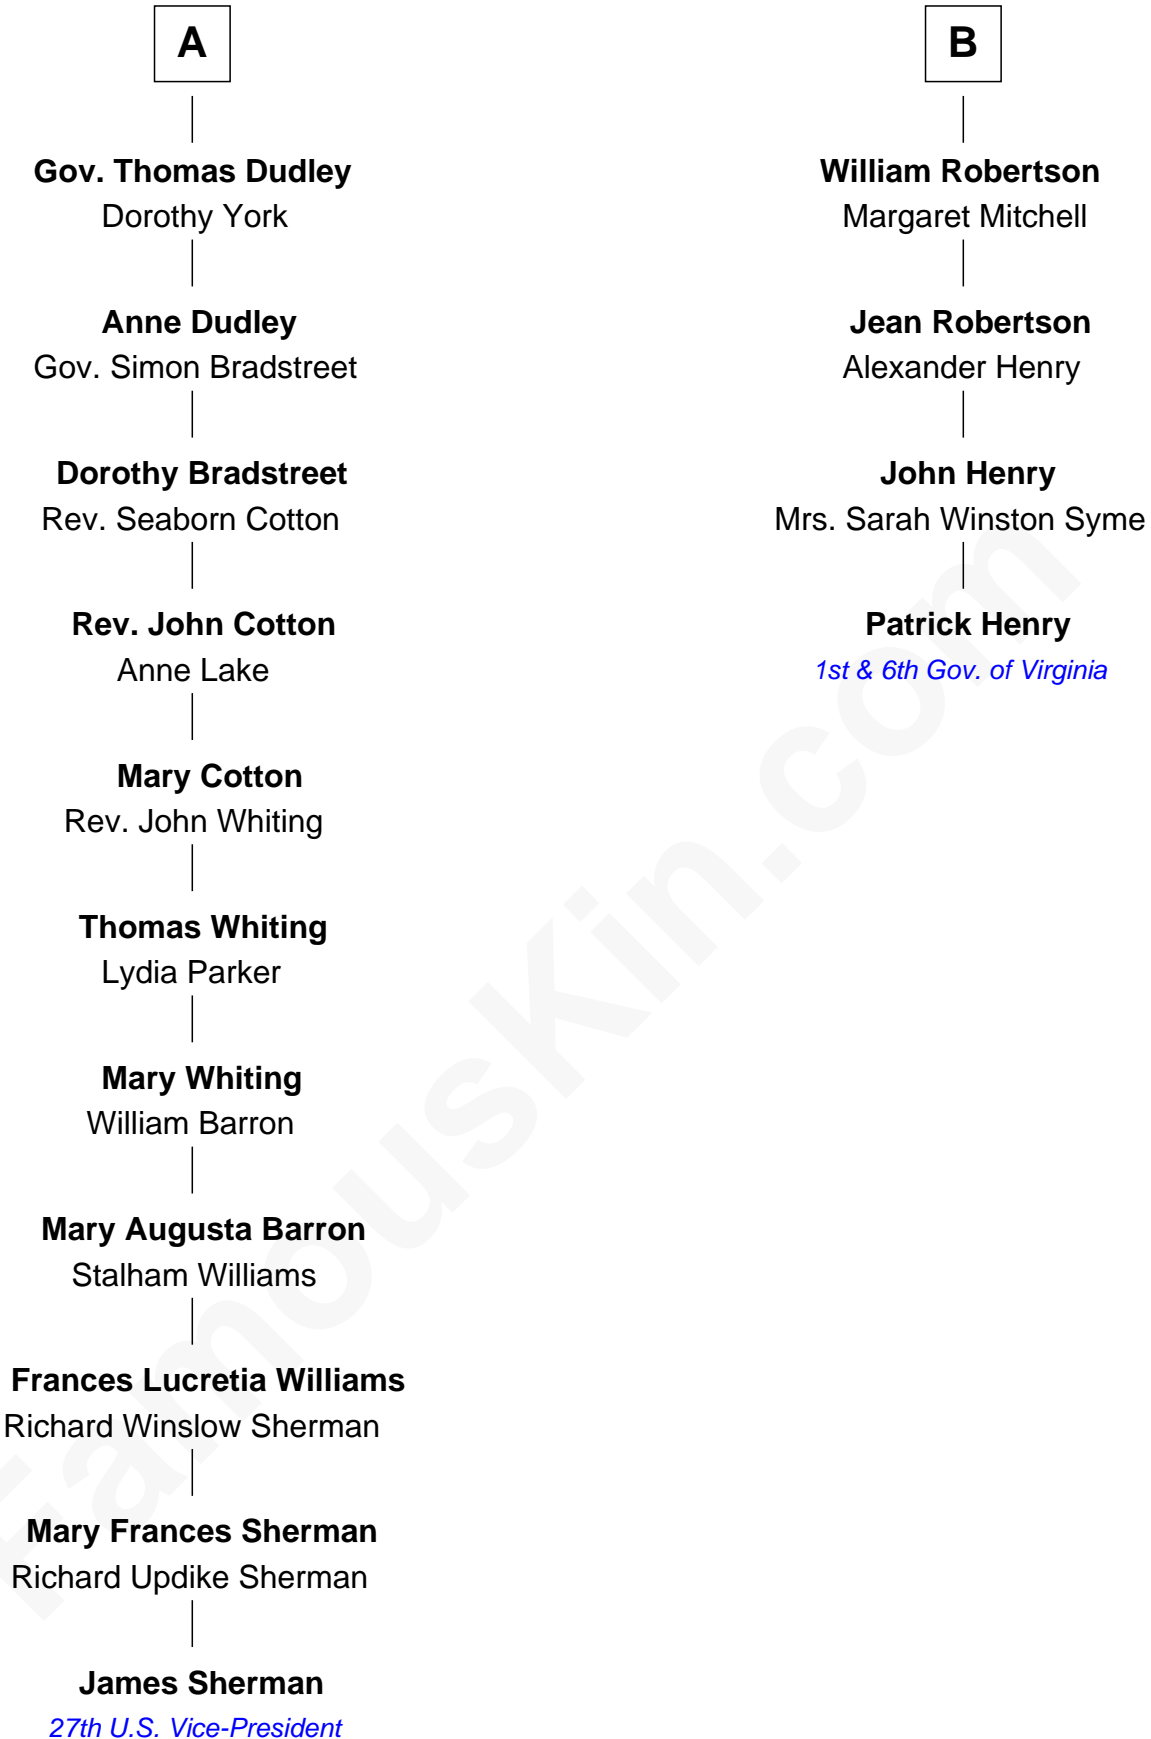 A
Gov. Thomas Dudley
Dorothy York
Anne Dudley
Gov. Simon Bradstreet
Dorothy Bradstreet
Rev. Seaborn Cotton
Rev. John Cotton
Anne Lake
Mary Cotton
Rev. John Whiting
Thomas Whiting
Lydia Parker
Mary Whiting
William Barron
Mary Augusta Barron
Stalham Williams
Frances Lucretia Williams
Richard Winslow Sherman
Mary Frances Sherman
Richard Updike Sherman
James Sherman
27th U.S. Vice-President
B
William Robertson
Margaret Mitchell
Jean Robertson
Alexander Henry
John Henry
Mrs. Sarah Winston Syme
Patrick Henry
1st & 6th Gov. of Virginia
FamousKin.com